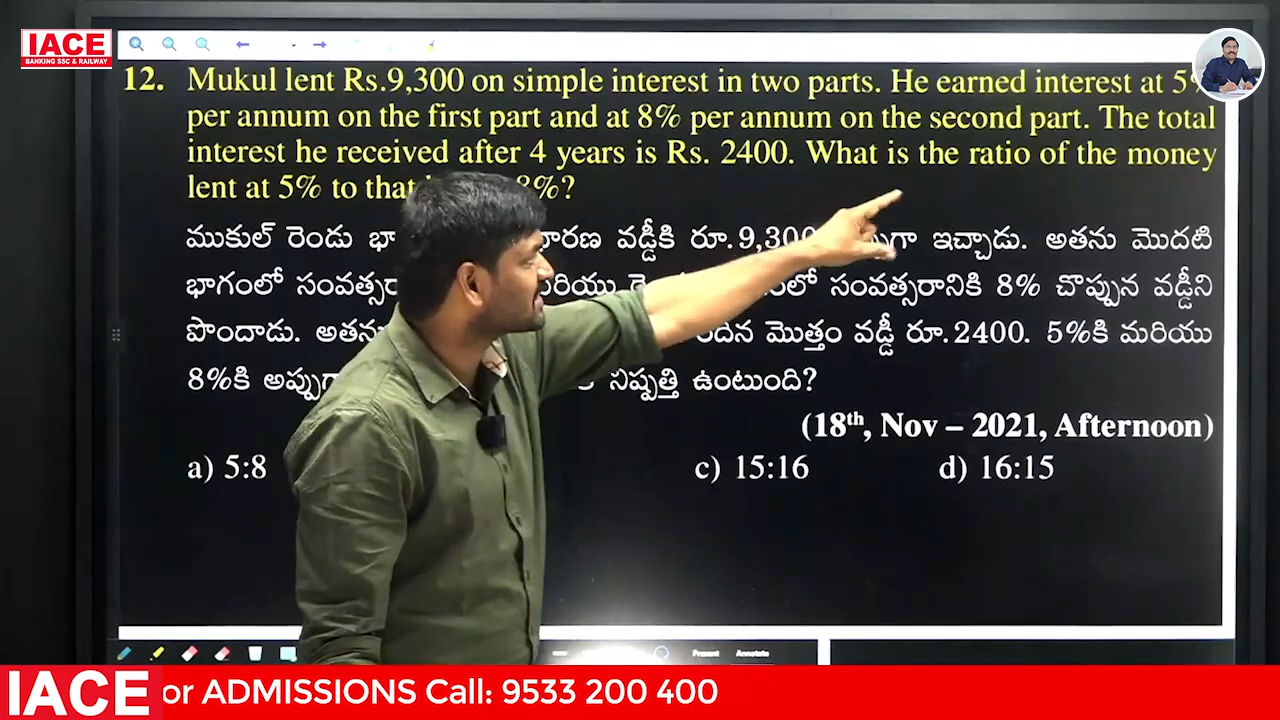 IACE
BANKING SSC & RAILWAY
12. Mukul lent Rs.9,300 on simple interest in two parts. He earned interest at 5%
per annum on the first part and at 8% per annum on the second part. The total
interest he received after 4 years is Rs. 2400. What is the ratio of the money
lent at 5% to that 8%?
ముకుల్ రెండు వడ్డీకి రూ.9,300 ఇచ్చాడు. అతను మొదటి
భాగంలో సంవత్సరానికి 8% చొప్పున వడ్డీని
పొందాడు. మొత్తం వడ్డీ రూ.2400. 5%కి మరియు
8%కి నిష్పత్తి ఉంటుంది?
(18th, Nov – 2021, Afternoon)
a) 5:8 c) 15:16 d) 16:15
Present Annotate
IACE or ADMISSIONS Call: 9533 200 400